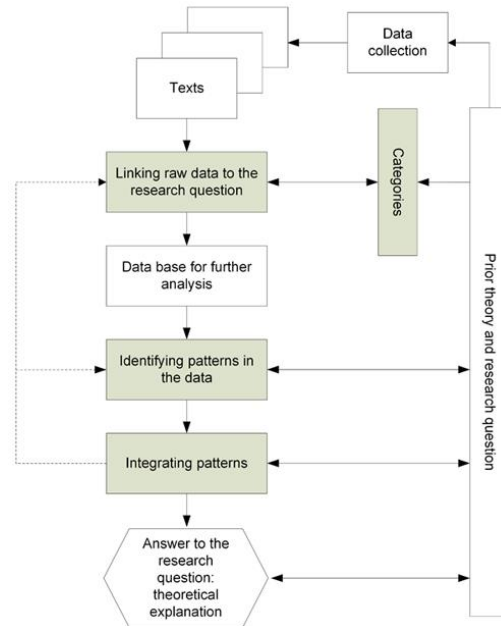 Data
collection
Texts
Linking raw data to the
research question
Categories
Data base for further
analysis
Prior theory and research question
Identifying patterns in
the data
Integrating patterns
Answer to the
research
question:
theoretical
explanation